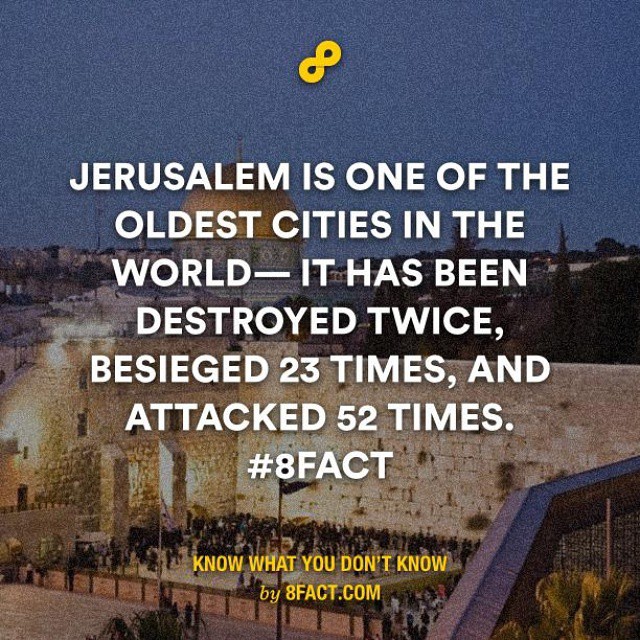 JERUSALEM IS ONE OF THE
OLDEST CITIES IN THE
WORLD— IT HAS BEEN
DESTROYED TWICE,
BESIEGED 23 TIMES, AND
ATTACKED 52 TIMES.
#8FACT
KNOW WHAT YOU DON'T KNOW
by 8FACT.COM